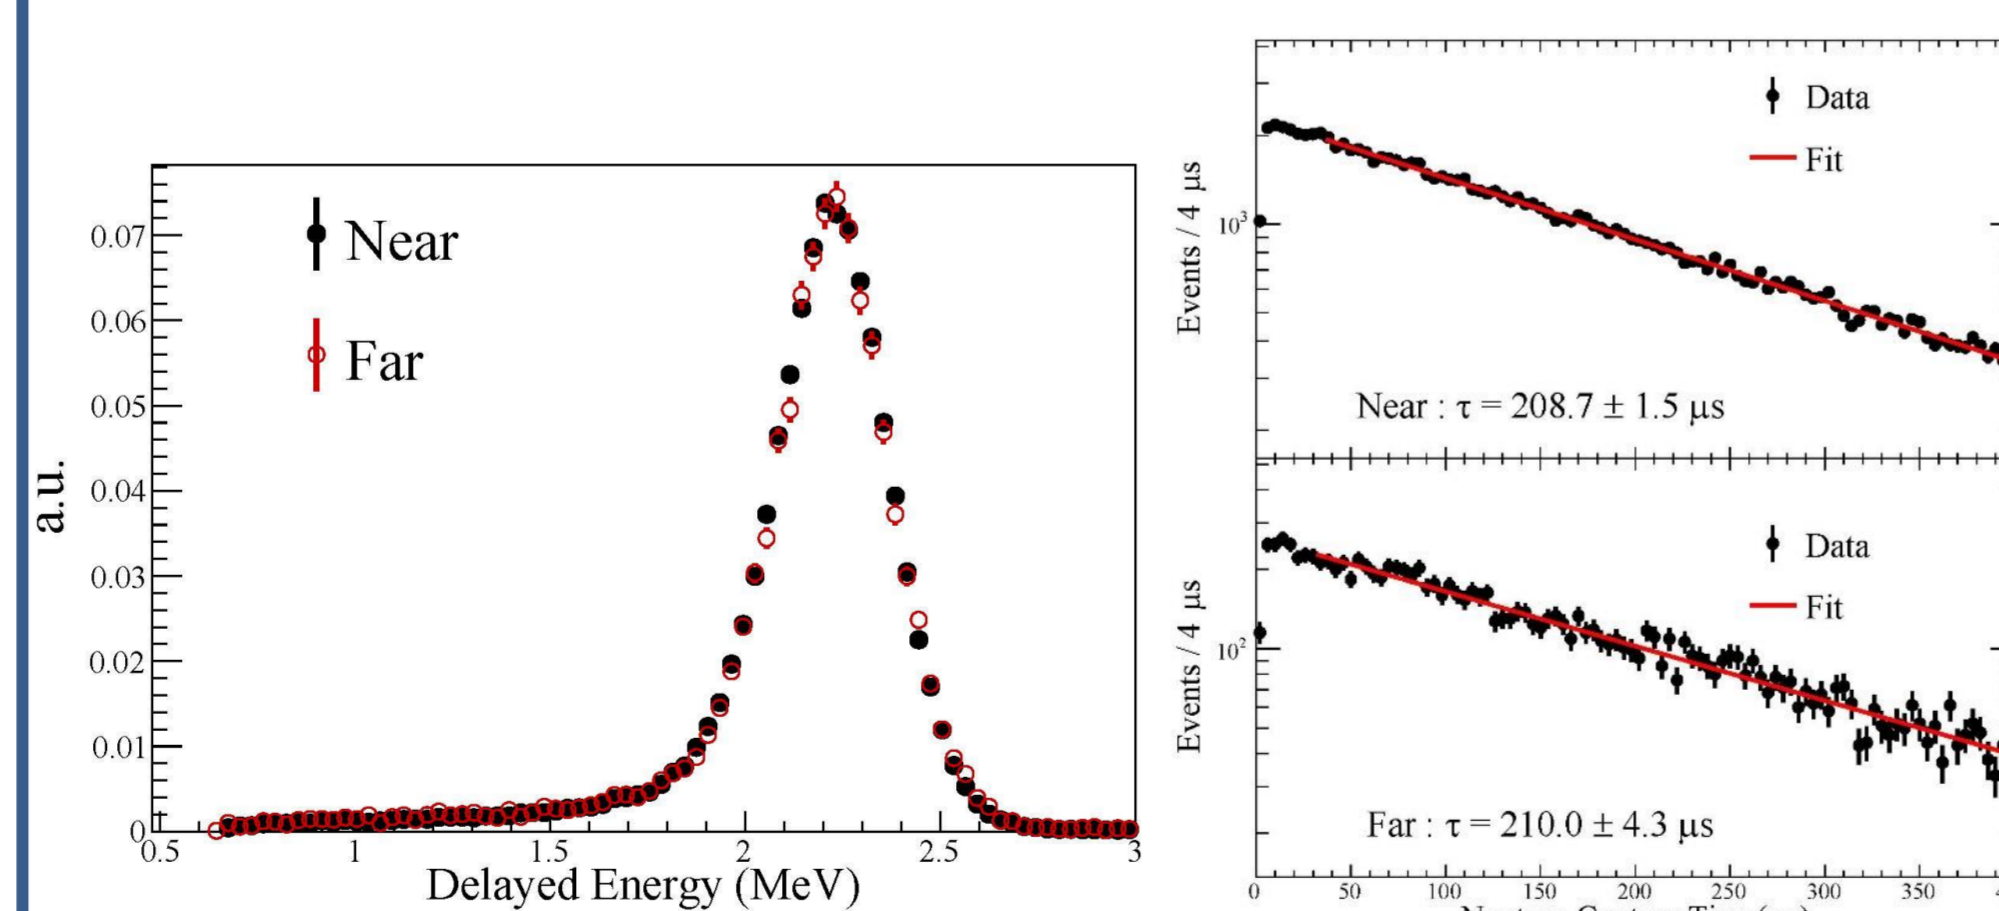 Near
Far
0.07
0.06
0.05
0.04
0.03
0.02
0.01
0
a.u.
0.5 1 1.5 2 2.5 3
Delayed Energy (MeV)
Data
Fit
10³
Events / 4 μs
Near : τ = 208.7 ± 1.5 μs
Data
Fit
10²
Events / 4 μs
Far : τ = 210.0 ± 4.3 μs
0 50 100 150 200 250 300 350